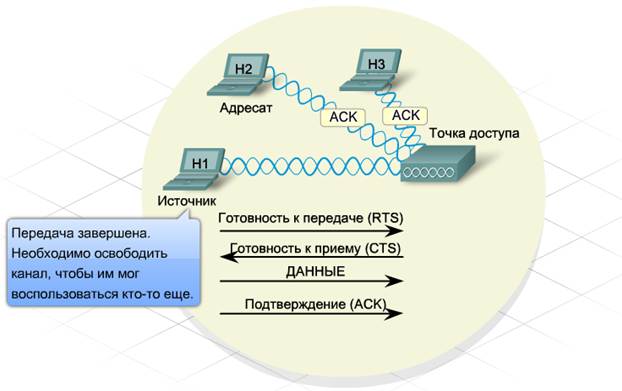 H2
H3
Адресат
ACK
ACK
Точка доступа
H1
Источник
Передача завершена.
Необходимо освободить
канал, чтобы им мог
воспользоваться кто-то еще.
Готовность к передаче (RTS)
Готовность к приему (CTS)
ДАННЫЕ
Подтверждение (ACK)